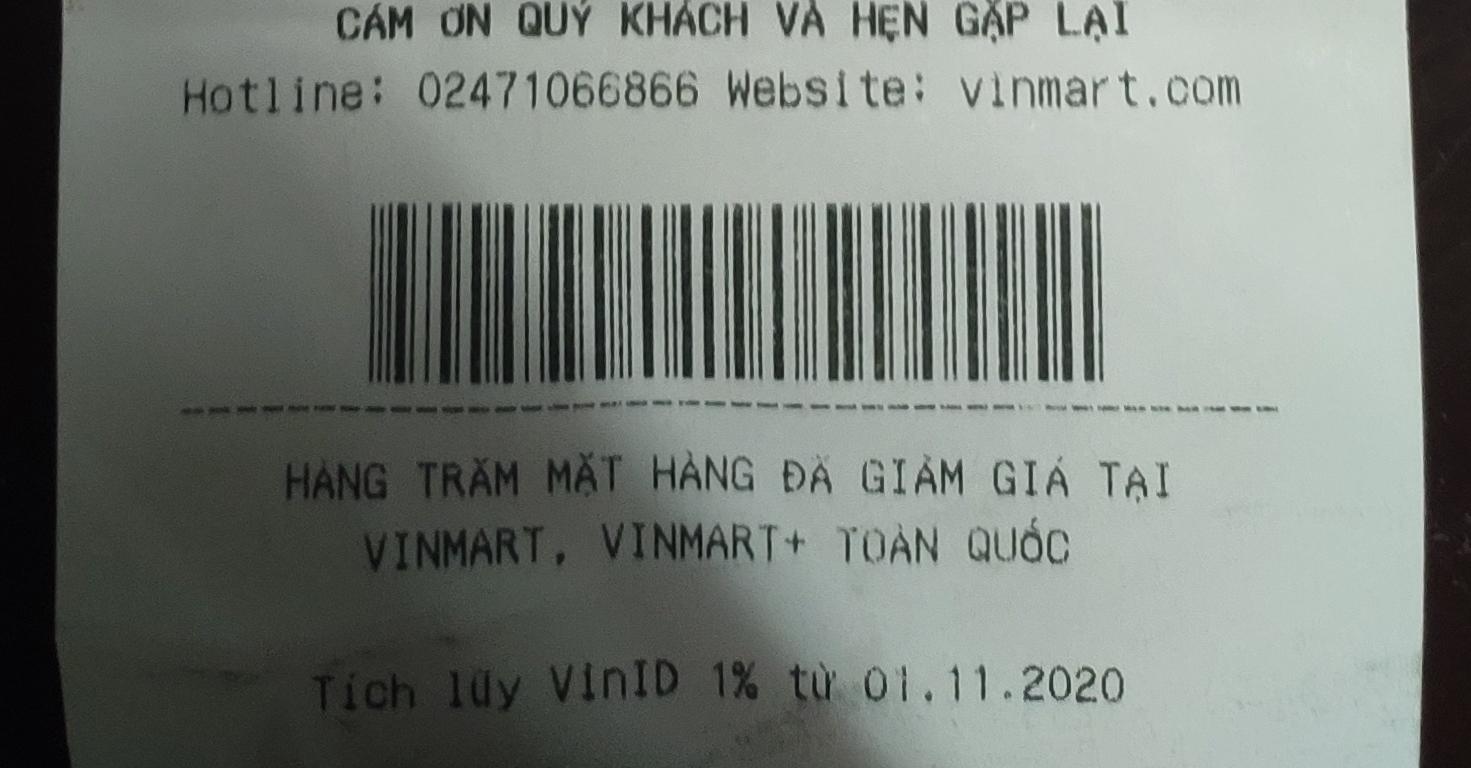 CẢM ƠN QUÝ KHÁCH VÀ HẸN GẶP LẠI
Hotline: 02471066866 Website: vinmart.com
HÀNG TRĂM MẶT HÀNG ĐÃ GIẢM GIÁ TẠI
VINMART, VINMART+ TOÀN QUỐC
Tích lũy VinID 1% từ 01.11.2020